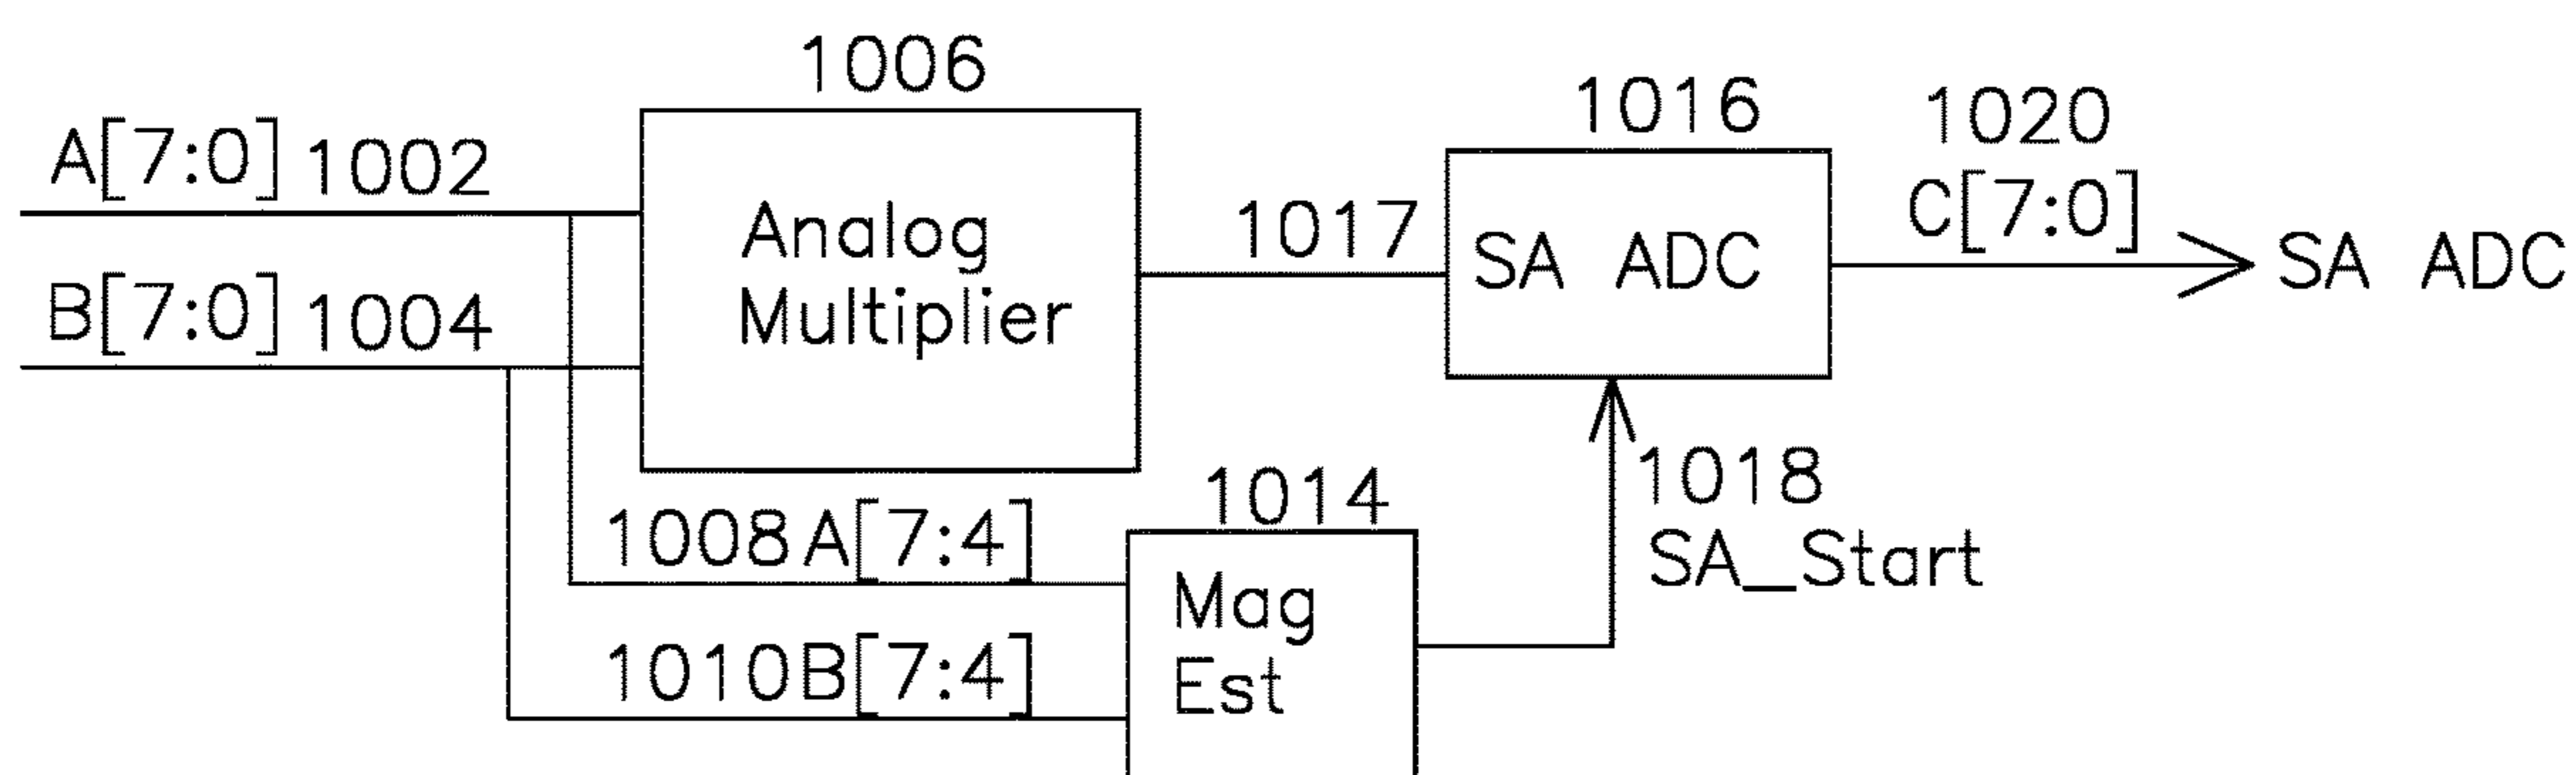 1006
1016
1020
A[7:0] 1002
C[7:0]
Analog
Multiplier
1017
SA ADC
SA ADC
B[7:0] 1004
1018
SA_Start
1014
1008 A[7:4]
Mag
Est
1010 B[7:4]